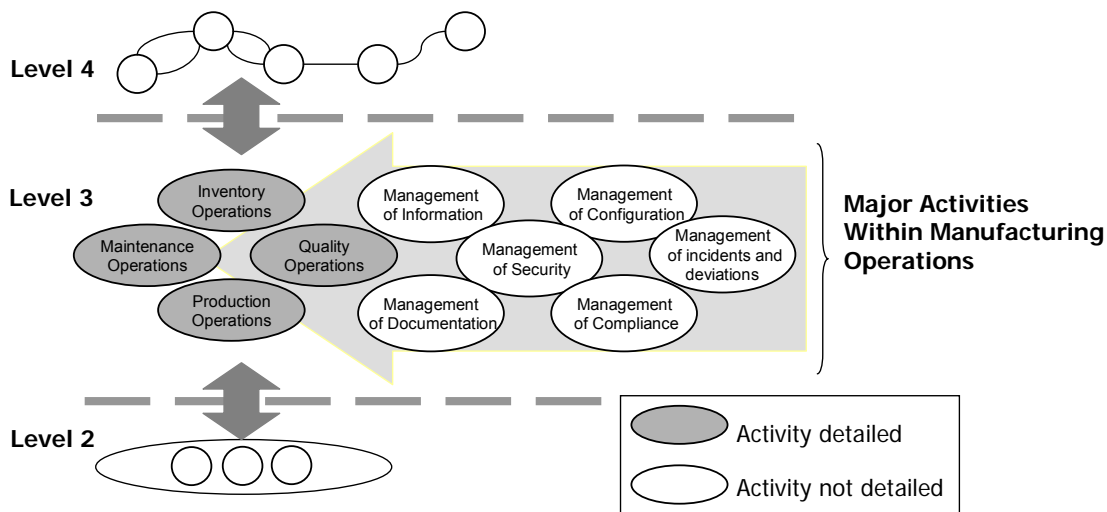 Level 4
Level 3
Inventory
Operations
Maintenance
Operations
Quality
Operations
Production
Operations
Management
of Information
Management
of Configuration
Management
of Security
Management
of incidents and
deviations
Management
of Documentation
Management
of Compliance
Major Activities
Within Manufacturing
Operations
Level 2
Activity detailed
Activity not detailed